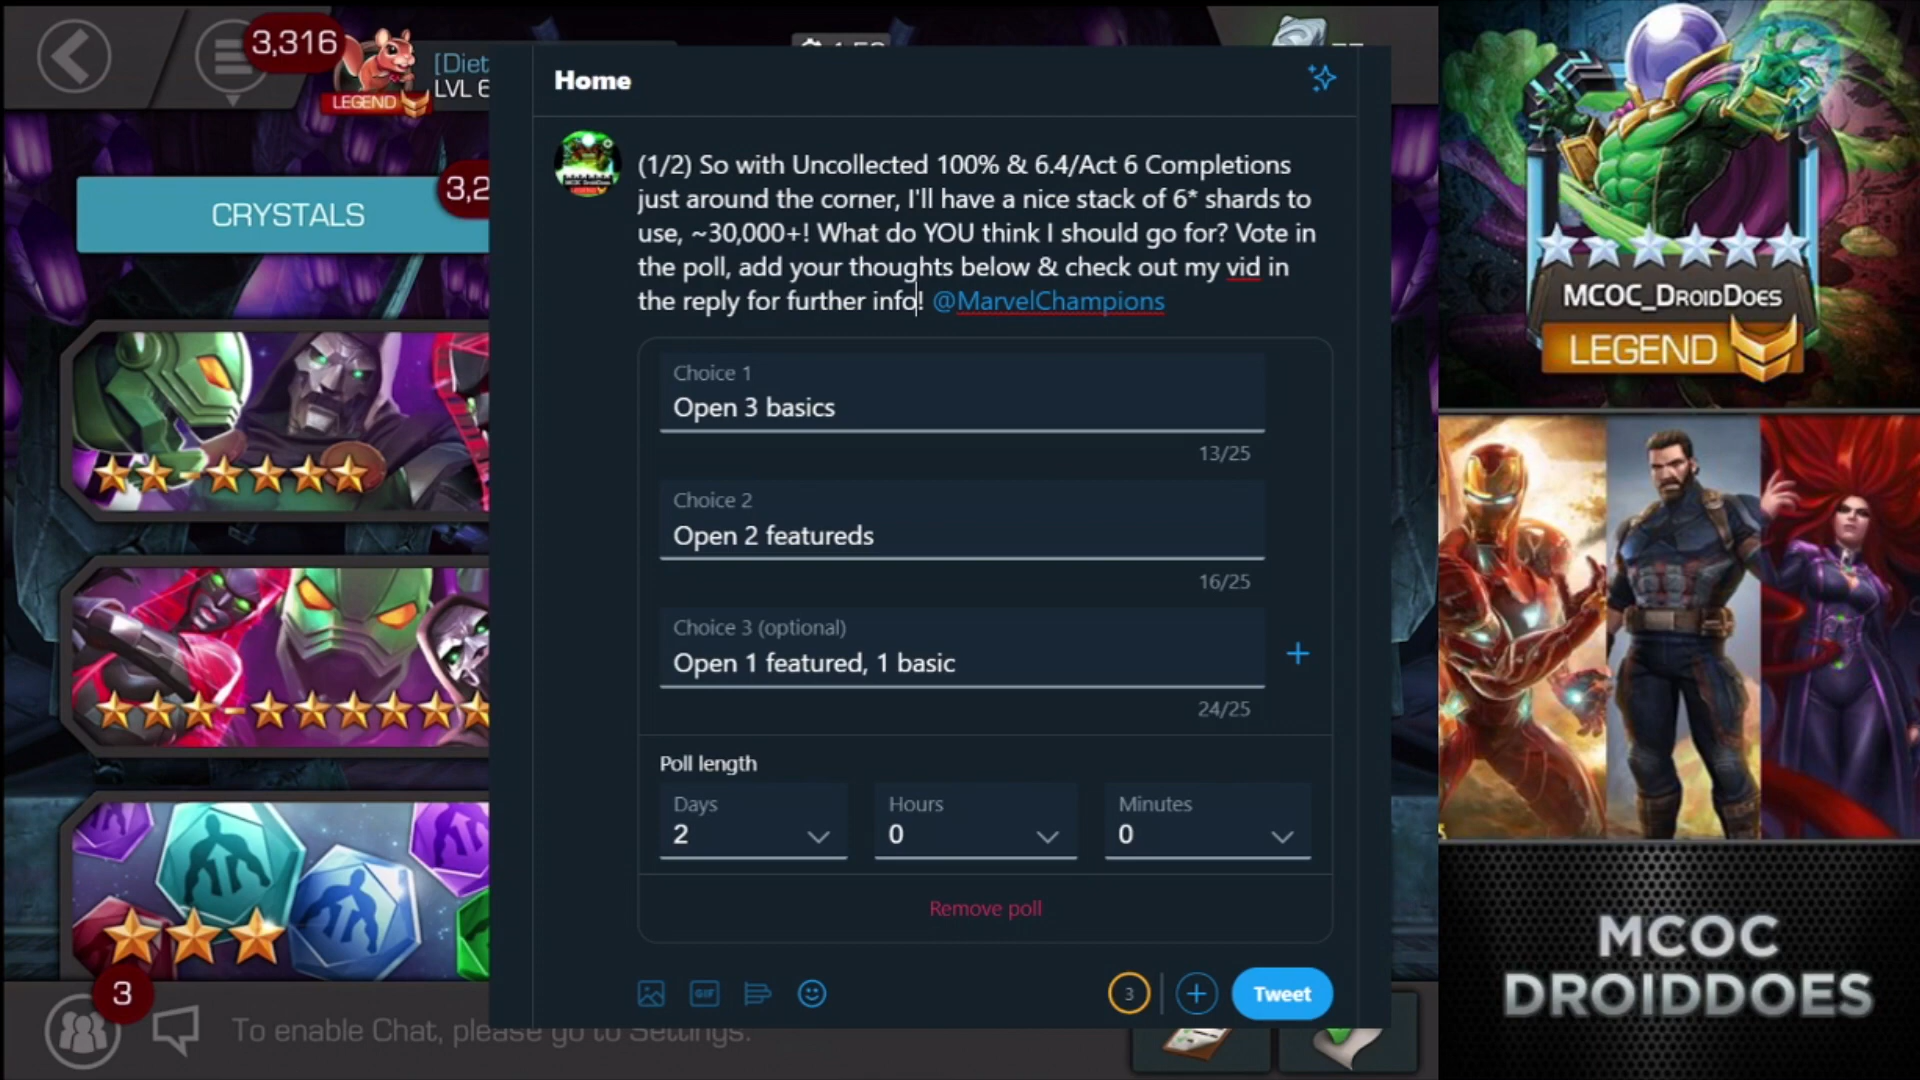 3,316
[Diet
LVL 6
LEGEND
3,2
CRYSTALS
3
To enable Chat, please go to Settings.
Home
(1/2) So with Uncollected 100% & 6.4/Act 6 Completions
just around the corner, I'll have a nice stack of 6* shards to
use, ~30,000+! What do YOU think I should go for? Vote in
the poll, add your thoughts below & check out my vid in
the reply for further info! @MarvelChampions
Choice 1
Open 3 basics
13/25
Choice 2
Open 2 featureds
16/25
Choice 3 (optional)
Open 1 featured, 1 basic
24/25
Poll length
Days
2
Hours
0
Minutes
0
Remove poll
GIF
3
Tweet
MCOC_DROIDDOES
LEGEND
MCOC
DROIDDOES